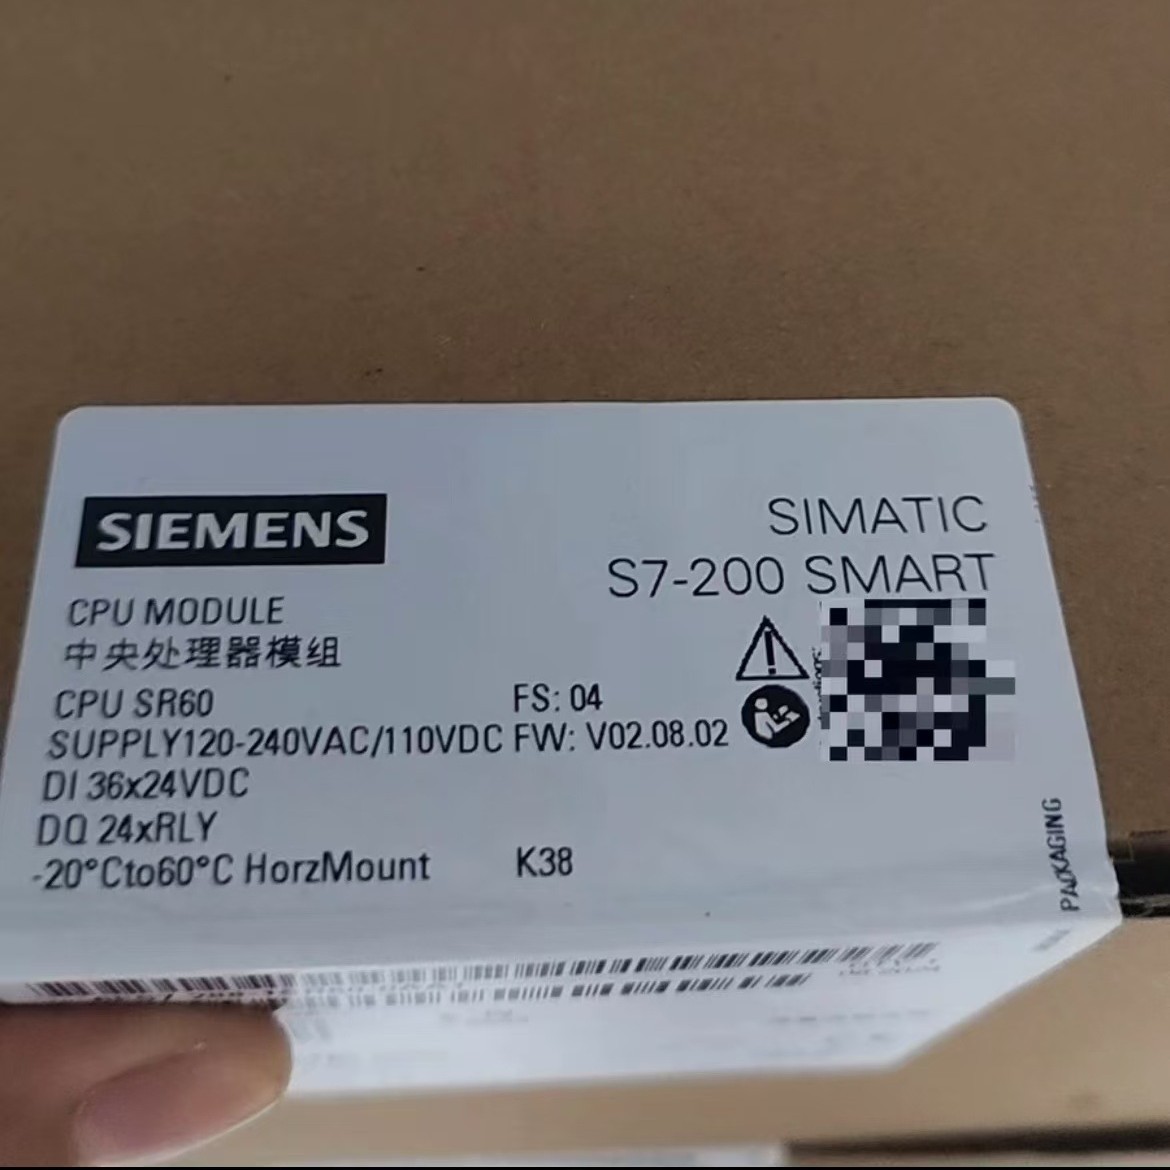 SIEMENS
SIMATIC
S7-200 SMART
CPU MODULE
中央处理器模组
CPU SR60 FS: 04
SUPPLY120-240VAC/110VDC FW: V02.08.02
DI 36x24VDC
DQ 24xRLY
-20°Cto60°C HorzMount K38
PACKAGING